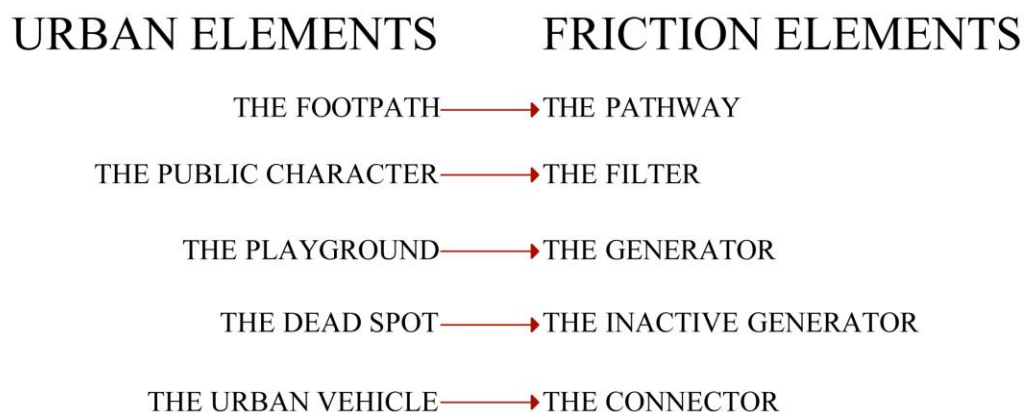 URBAN ELEMENTS FRICTION ELEMENTS
THE FOOTPATH THE PATHWAY
THE PUBLIC CHARACTER THE FILTER
THE PLAYGROUND THE GENERATOR
THE DEAD SPOT THE INACTIVE GENERATOR
THE URBAN VEHICLE THE CONNECTOR